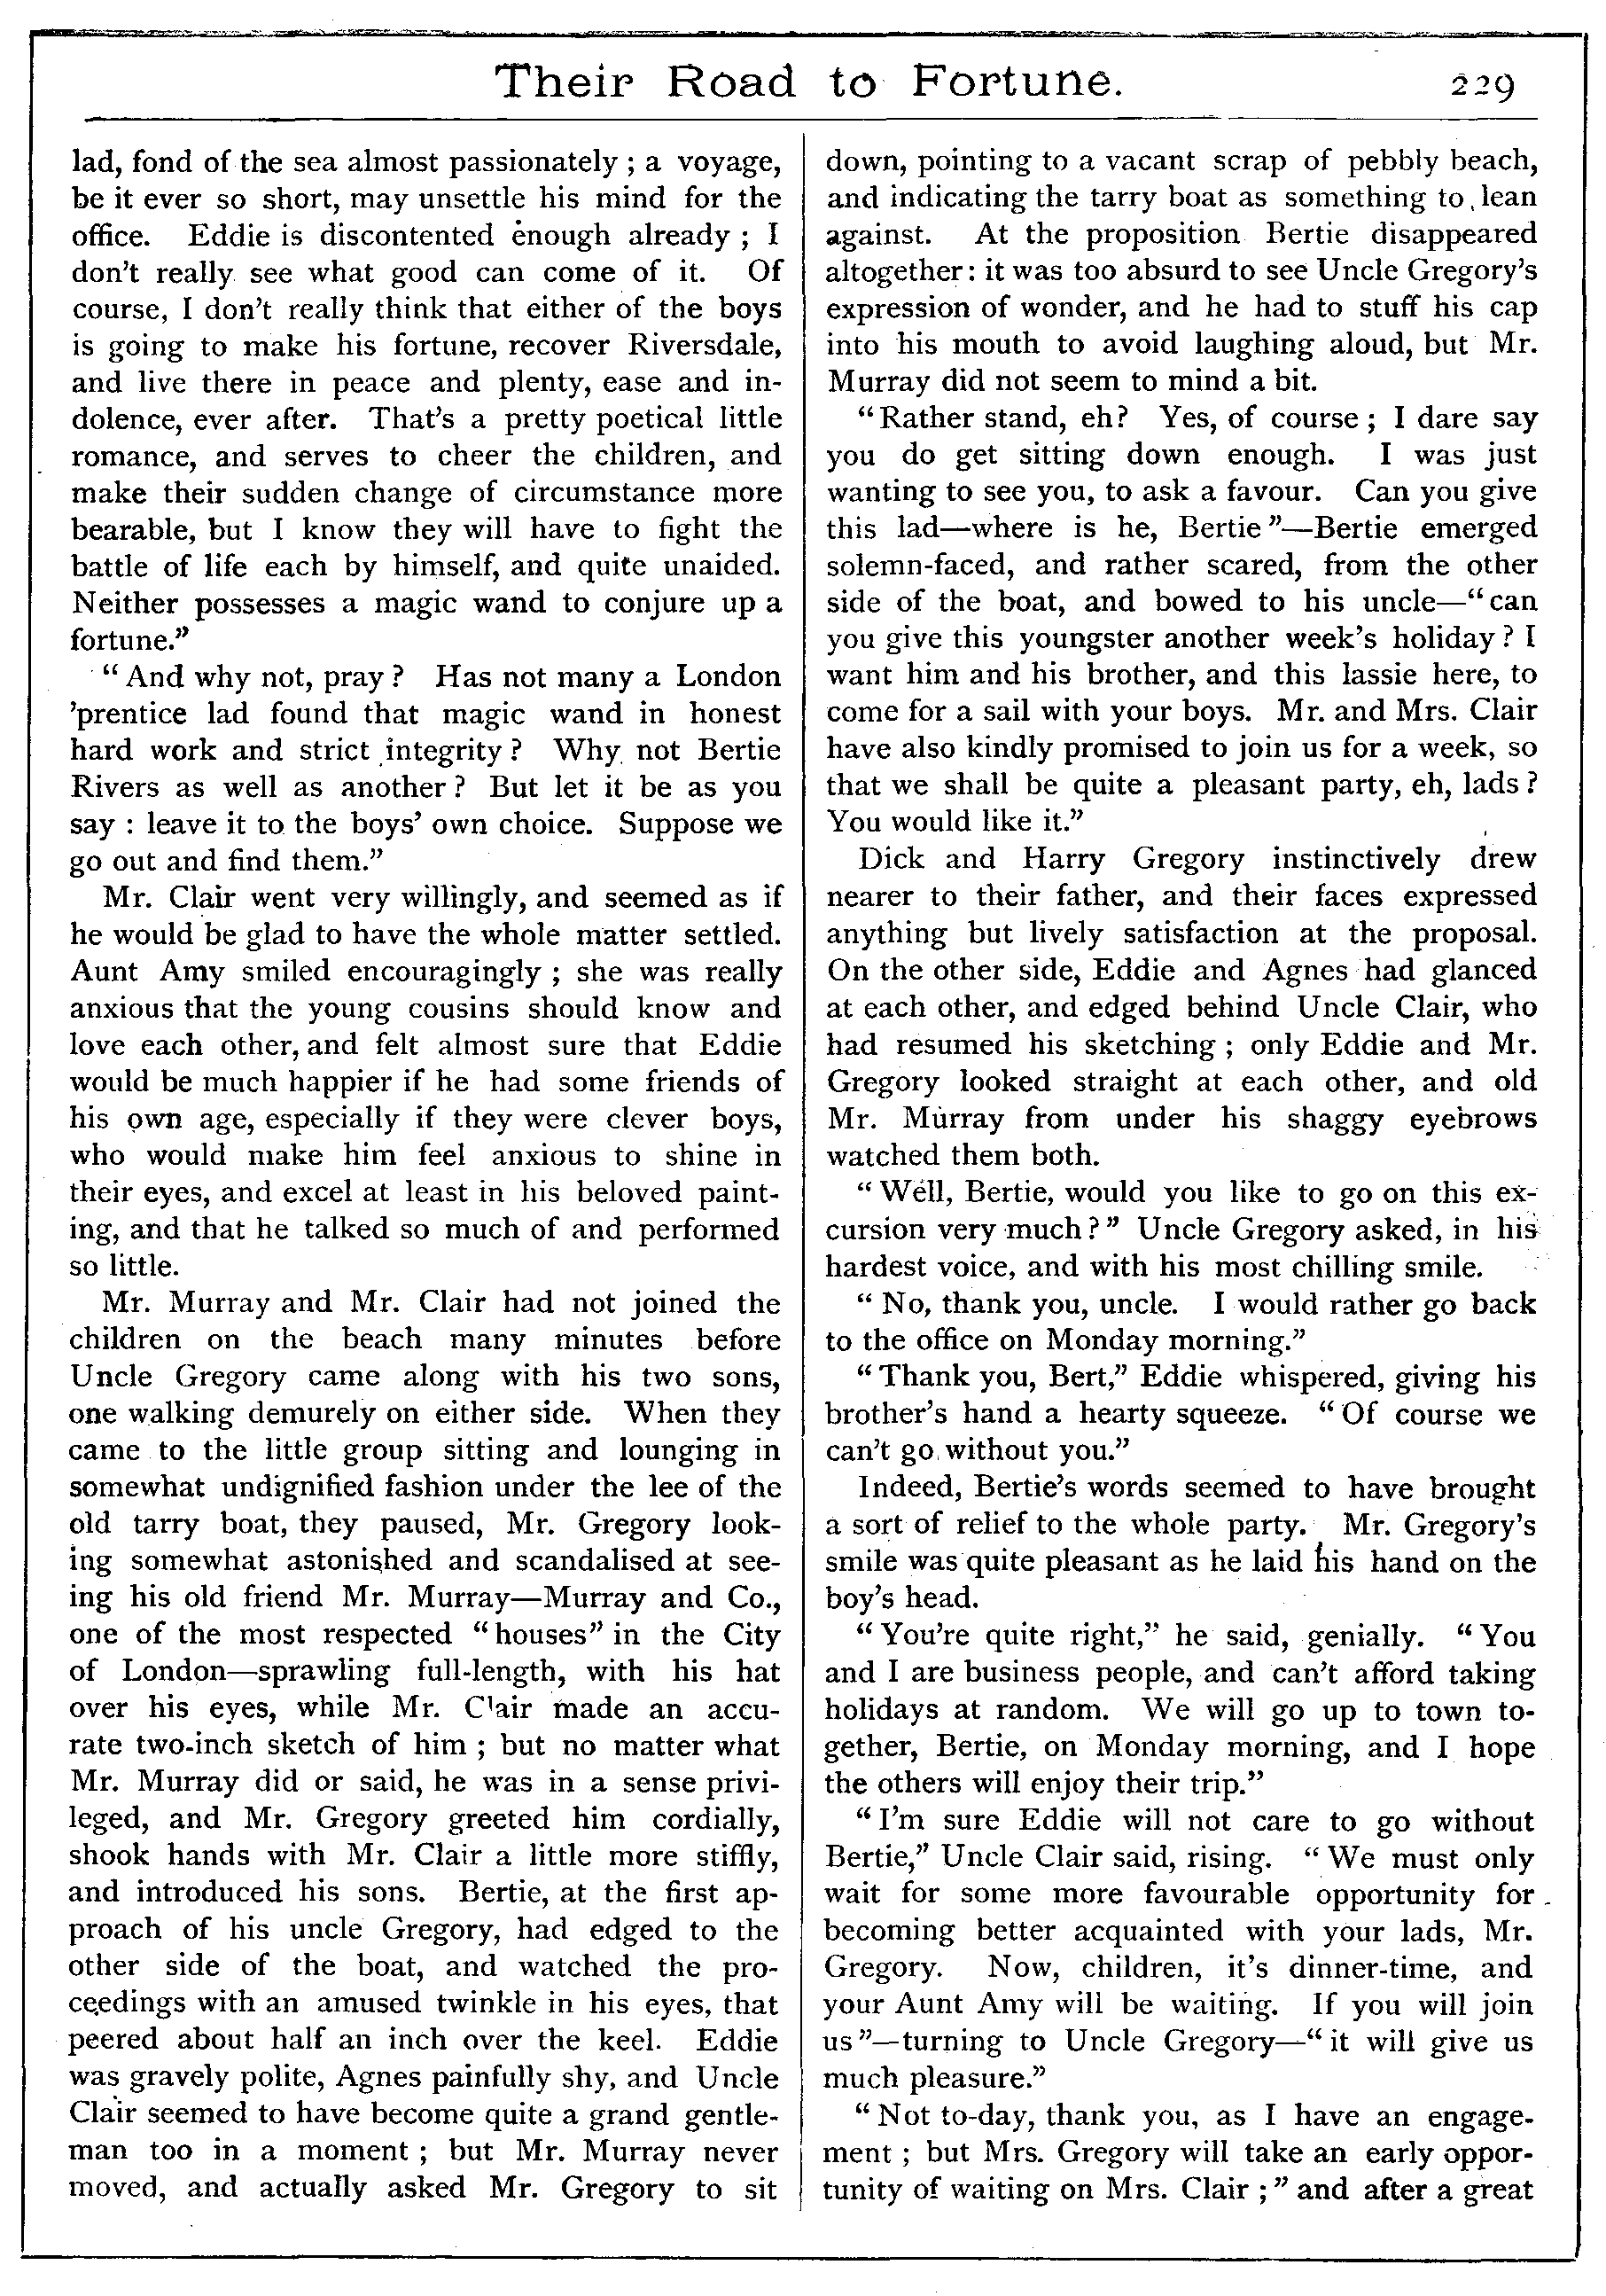 Their Road to Fortune. 229
lad, fond of the sea almost passionately ; a voyage,
be it ever so short, may unsettle his mind for the
office. Eddie is discontented enough already ; I
don't really see what good can come of it. Of
course, I don't really think that either of the boys
is going to make his fortune, recover Riversdale,
and live there in peace and plenty, ease and in-
dolence, ever after. That's a pretty poetical little
romance, and serves to cheer the children, and
make their sudden change of circumstance more
bearable, but I know they will have to fight the
battle of life each by himself, and quite unaided.
Neither possesses a magic wand to conjure up a
fortune."
"And why not, pray ? Has not many a London
'prentice lad found that magic wand in honest
hard work and strict integrity ? Why not Bertie
Rivers as well as another ? But let it be as you
say : leave it to the boys' own choice. Suppose we
go out and find them."
Mr. Clair went very willingly, and seemed as if
he would be glad to have the whole matter settled.
Aunt Amy smiled encouragingly ; she was really
anxious that the young cousins should know and
love each other, and felt almost sure that Eddie
would be much happier if he had some friends of
his own age, especially if they were clever boys,
who would make him feel anxious to shine in
their eyes, and excel at least in his beloved paint-
ing, and that he talked so much of and performed
so little.
Mr. Murray and Mr. Clair had not joined the
children on the beach many minutes before
Uncle Gregory came along with his two sons,
one walking demurely on either side. When they
came to the little group sitting and lounging in
somewhat undignified fashion under the lee of the
old tarry boat, they paused, Mr. Gregory look-
ing somewhat astonished and scandalised at see-
ing his old friend Mr. Murray—Murray and Co.,
one of the most respected "houses" in the City
of London—sprawling full-length, with his hat
over his eyes, while Mr. Clair made an accu-
rate two-inch sketch of him ; but no matter what
Mr. Murray did or said, he was in a sense privi-
leged, and Mr. Gregory greeted him cordially,
shook hands with Mr. Clair a little more stiffly,
and introduced his sons. Bertie, at the first ap-
proach of his uncle Gregory, had edged to the
other side of the boat, and watched the pro-
ceedings with an amused twinkle in his eyes, that
peered about half an inch over the keel. Eddie
was gravely polite, Agnes painfully shy, and Uncle
Clair seemed to have become quite a grand gentle-
man too in a moment ; but Mr. Murray never
moved, and actually asked Mr. Gregory to sit
down, pointing to a vacant scrap of pebbly beach,
and indicating the tarry boat as something to lean
against. At the proposition Bertie disappeared
altogether: it was too absurd to see Uncle Gregory's
expression of wonder, and he had to stuff his cap
into his mouth to avoid laughing aloud, but Mr.
Murray did not seem to mind a bit.
"Rather stand, eh? Yes, of course ; I dare say
you do get sitting down enough. I was just
wanting to see you, to ask a favour. Can you give
this lad—where is he, Bertie"—Bertie emerged
solemn-faced, and rather scared, from the other
side of the boat, and bowed to his uncle—"can
you give this youngster another week's holiday ? I
want him and his brother, and this lassie here, to
come for a sail with your boys. Mr. and Mrs. Clair
have also kindly promised to join us for a week, so
that we shall be quite a pleasant party, eh, lads ?
You would like it."
Dick and Harry Gregory instinctively drew
nearer to their father, and their faces expressed
anything but lively satisfaction at the proposal.
On the other side, Eddie and Agnes had glanced
at each other, and edged behind Uncle Clair, who
had resumed his sketching ; only Eddie and Mr.
Gregory looked straight at each other, and old
Mr. Murray from under his shaggy eyebrows
watched them both.
"Well, Bertie, would you like to go on this ex-
cursion very much ?" Uncle Gregory asked, in his
hardest voice, and with his most chilling smile.
"No, thank you, uncle. I would rather go back
to the office on Monday morning."
"Thank you, Bert," Eddie whispered, giving his
brother's hand a hearty squeeze. "Of course we
can't go without you."
Indeed, Bertie's words seemed to have brought
a sort of relief to the whole party. Mr. Gregory's
smile was quite pleasant as he laid his hand on the
boy's head.
"You're quite right," he said, genially. "You
and I are business people, and can't afford taking
holidays at random. We will go up to town to-
gether, Bertie, on Monday morning, and I hope
the others will enjoy their trip."
"I'm sure Eddie will not care to go without
Bertie," Uncle Clair said, rising. "We must only
wait for some more favourable opportunity for
becoming better acquainted with your lads, Mr.
Gregory. Now, children, it's dinner-time, and
your Aunt Amy will be waiting. If you will join
us"—turning to Uncle Gregory—"it will give us
much pleasure."
"Not to-day, thank you, as I have an engage-
ment ; but Mrs. Gregory will take an early oppor-
tunity of waiting on Mrs. Clair ;" and after a great